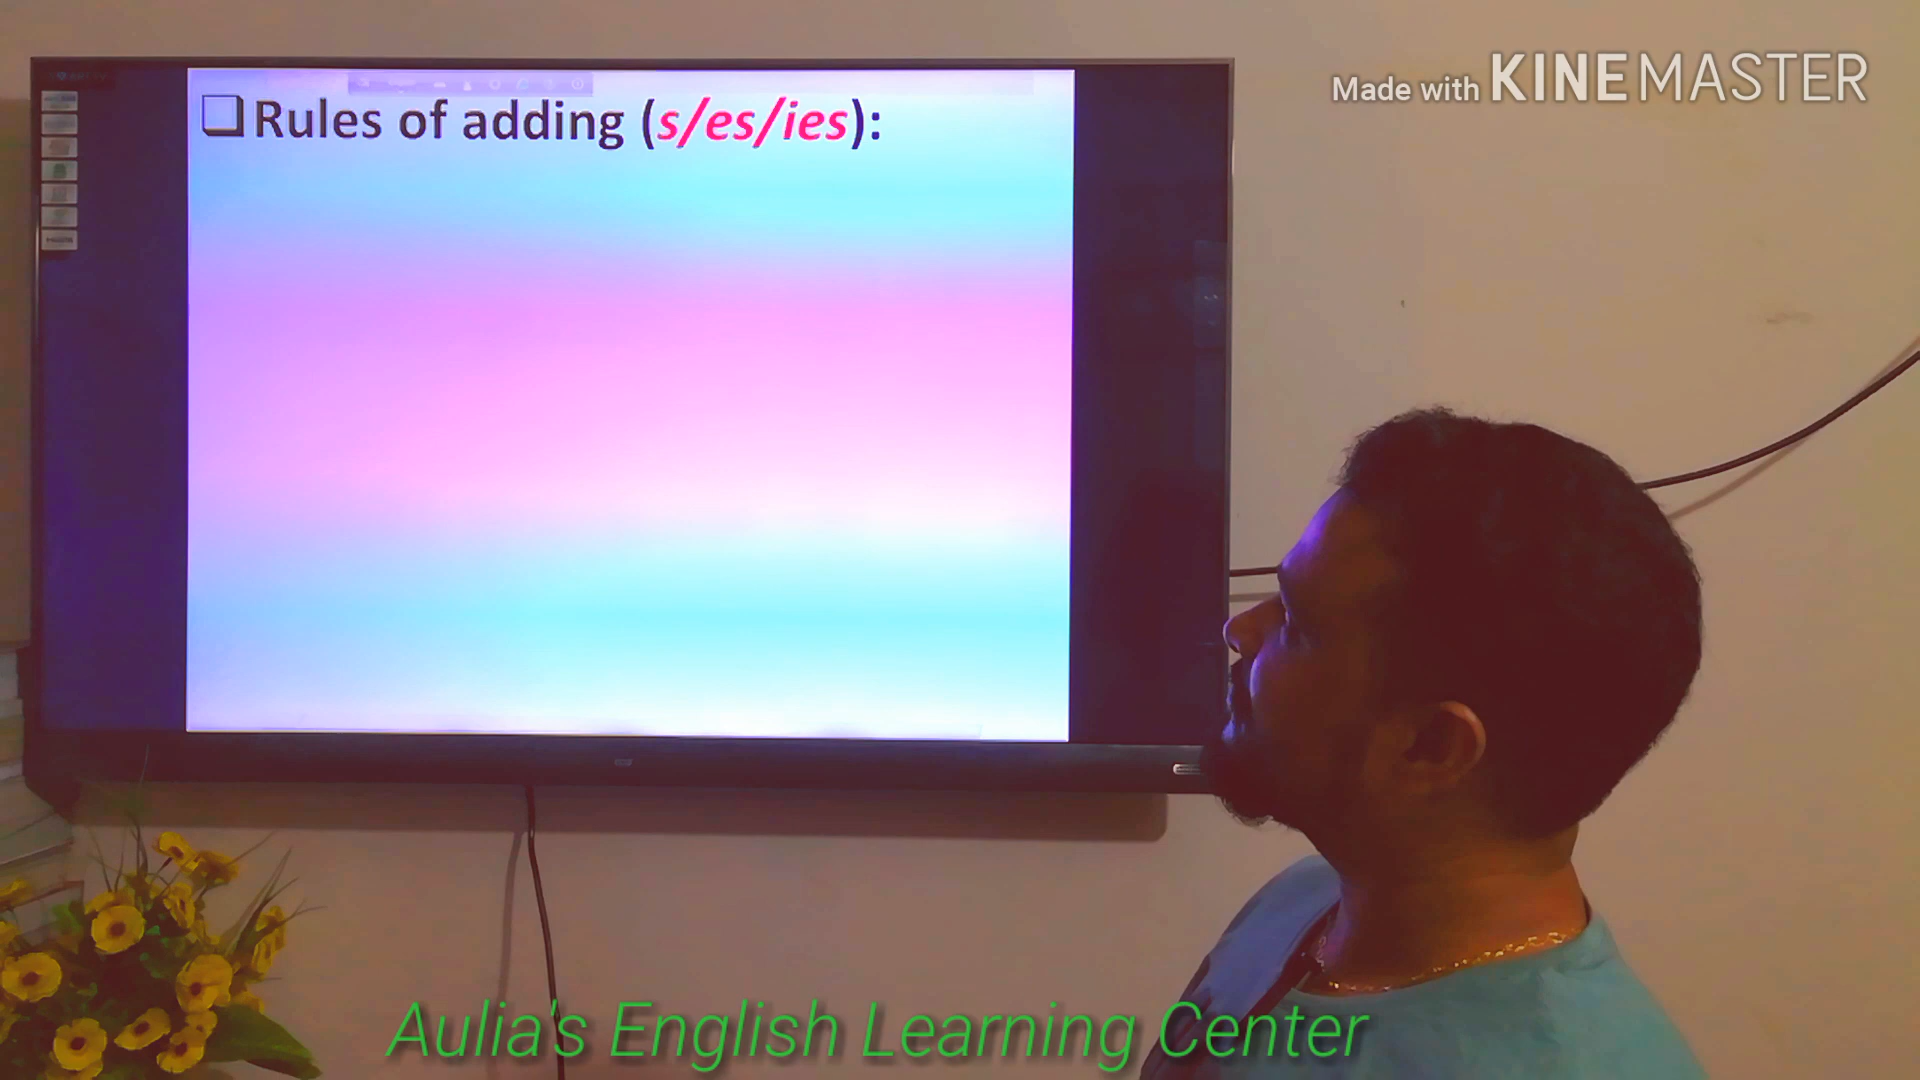 Made with KINEMASTER
Rules of adding (s/es/ies):
Aulia's English Learning Center